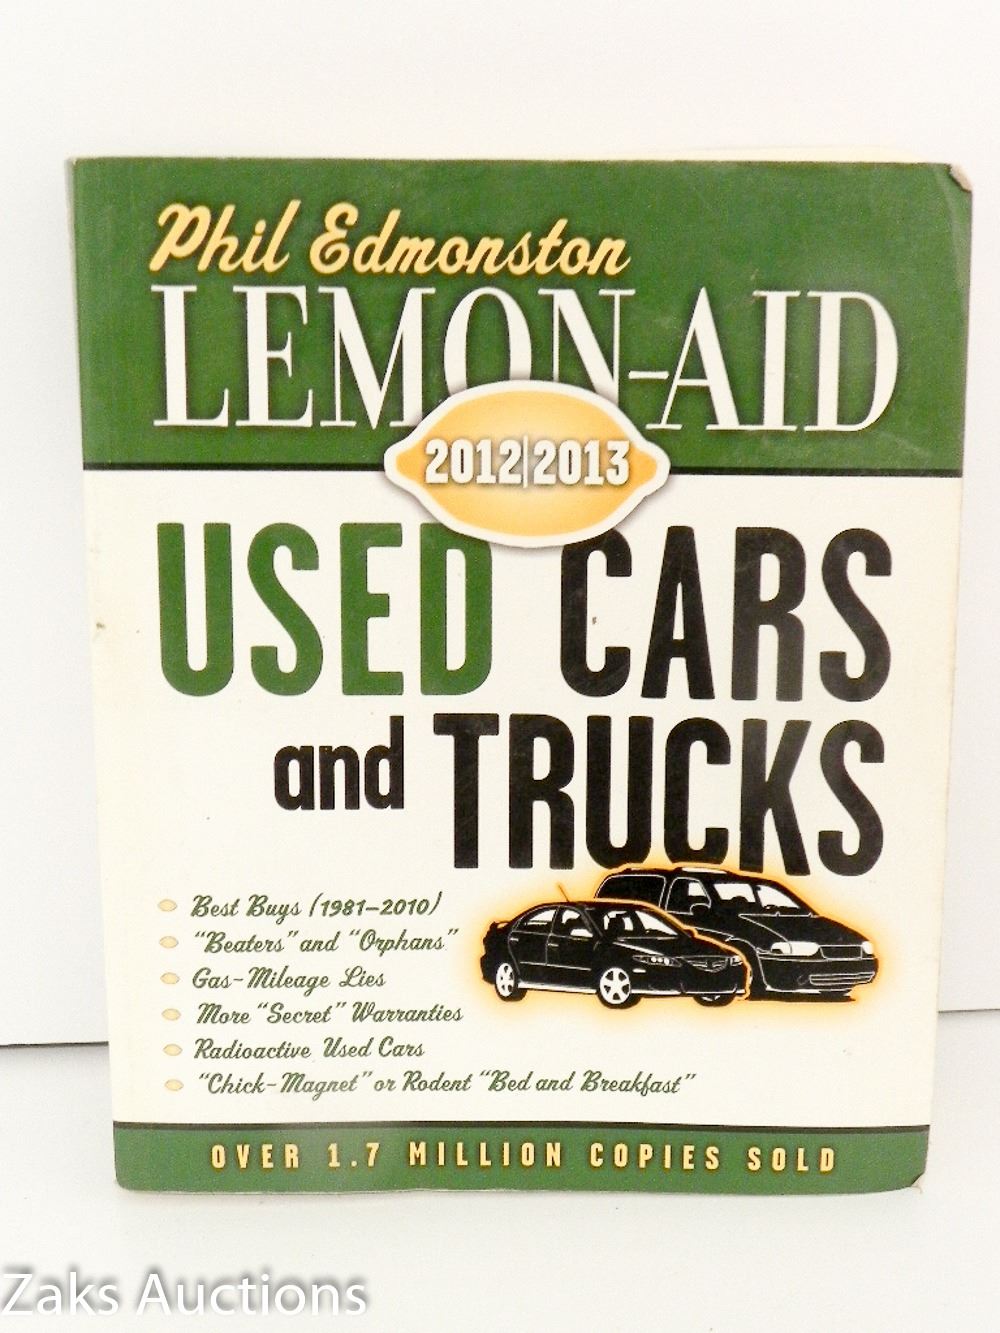 Phil Edmonston
LEMON-AID
2012|2013
USED CARS
and TRUCKS
Best Buys (1981–2010)
"Beaters" and "Orphans"
Gas-Mileage Lies
More "Secret" Warranties
Radioactive Used Cars
"Chick-Magnet" or Rodent "Bed and Breakfast"
OVER 1.7 MILLION COPIES SOLD
Zaks Auctions